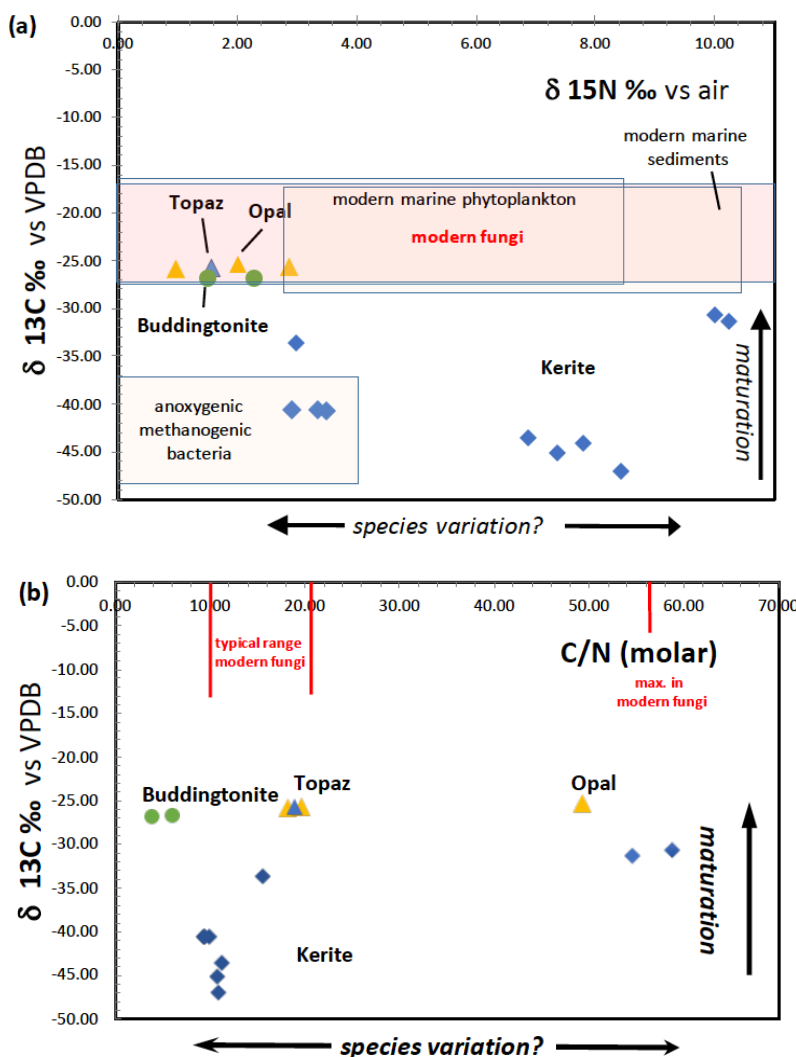 (a)
0.00
0.00 2.00 4.00 6.00 8.00 10.00
-5.00
δ 15N ‰ vs air
-10.00
modern marine
sediments
-15.00
Topaz
Opal
modern marine phytoplankton
-20.00
modern fungi
-25.00
-30.00
Buddingtonite
-35.00
Kerite
-40.00
anoxygenic
methanogenic
bacteria
-45.00
-50.00
δ 13C ‰ vs VPDB
maturation
species variation?
(b)
0.00
0.00 10.00 20.00 30.00 40.00 50.00 60.00 70.00
-5.00
typical range
modern fungi
C/N (molar)
-10.00
max. in
modern fungi
-15.00
-20.00
Buddingtonite
Topaz
Opal
-25.00
-30.00
-35.00
-40.00
Kerite
-45.00
-50.00
δ 13C ‰ vs VPDB
maturation
species variation?